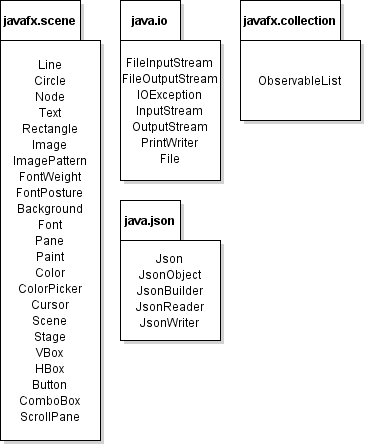 javafx.scene
Line
Circle
Node
Text
Rectangle
Image
ImagePattern
FontWeight
FontPosture
Background
Font
Pane
Paint
Color
ColorPicker
Cursor
Scene
Stage
VBox
HBox
Button
ComboBox
ScrollPane
java.io
FileInputStream
FileOutputStream
IOException
InputStream
OutputStream
PrintWriter
File
java.json
Json
JsonObject
JsonBuilder
JsonReader
JsonWriter
javafx.collection
ObservableList